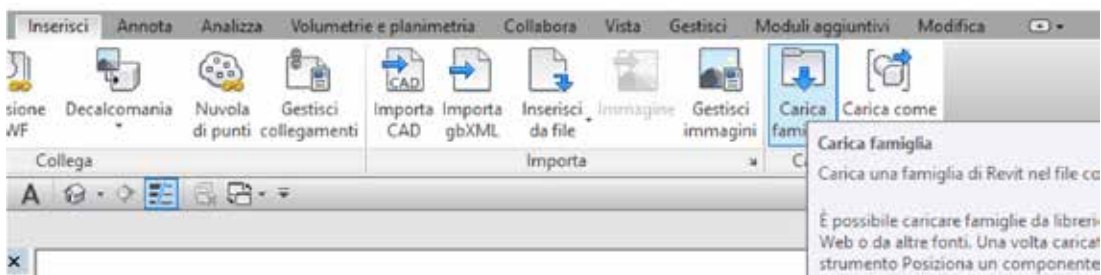 Inserisci Annota Analizza Volumetrie e planimetria Collabora Vista Gestisci Moduli aggiuntivi Modifica
CAD
sione Decalcomania Nuvola Gestisci Importa Importa Inserisci Immagine Gestisci Carica Carica come
WF di punti collegamenti CAD gbXML da file immagini fami
Collega Importa C
Carica famiglia
Carica una famiglia di Revit nel file co
A
È possibile caricare famiglie da libreri
Web o da altre fonti. Una volta caricat
strumento Posiziona un componente